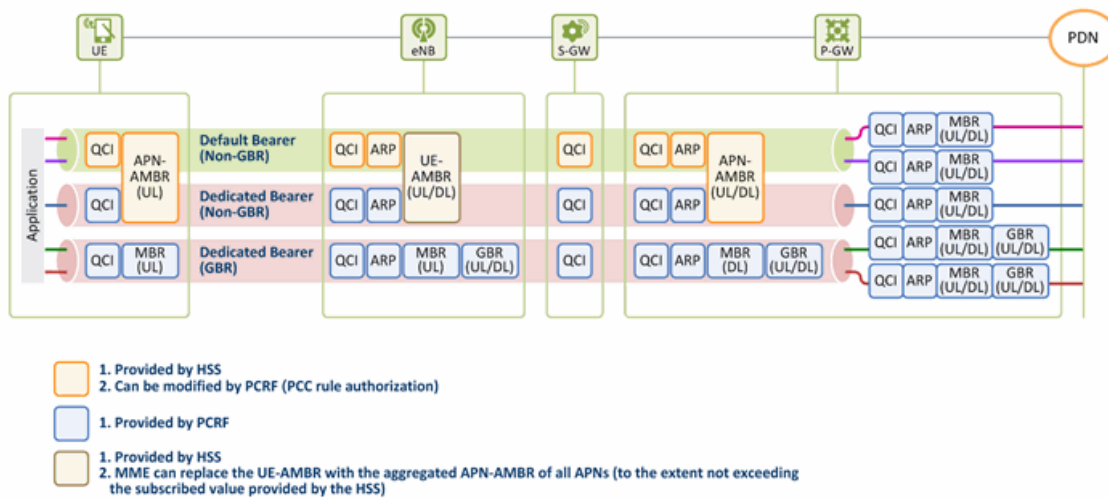 UE
eNB
S-GW
P-GW
PDN
Application
QCI
APN-
AMBR
(UL)
Default Bearer
(Non-GBR)
QCI
ARP
UE-
AMBR
(UL/DL)
QCI
QCI
ARP
APN-
AMBR
(UL/DL)
QCI
ARP
MBR
(UL/DL)
QCI
ARP
MBR
(UL/DL)
QCI
Dedicated Bearer
(Non-GBR)
QCI
ARP
QCI
QCI
ARP
QCI
ARP
MBR
(UL/DL)
QCI
MBR
(UL)
Dedicated Bearer
(GBR)
QCI
ARP
MBR
(UL)
GBR
(UL/DL)
QCI
QCI
ARP
MBR
(DL)
GBR
(UL/DL)
QCI
ARP
MBR
(UL/DL)
GBR
(UL/DL)
QCI
ARP
MBR
(UL/DL)
GBR
(UL/DL)
1. Provided by HSS
2. Can be modified by PCRF (PCC rule authorization)
1. Provided by PCRF
1. Provided by HSS
2. MME can replace the UE-AMBR with the aggregated APN-AMBR of all APNs (to the extent not exceeding
the subscribed value provided by the HSS)